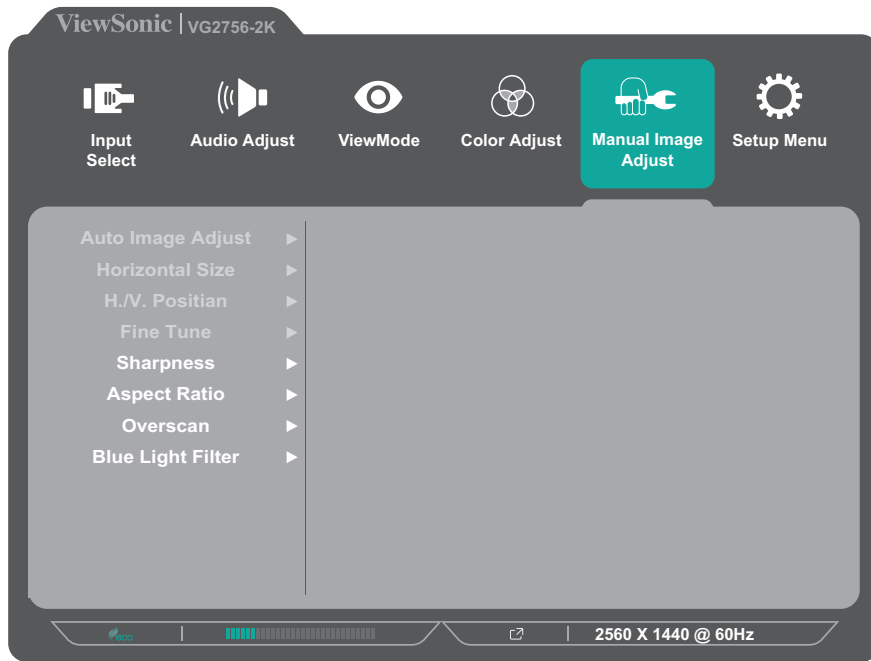 ViewSonic | VG2756-2K
Input
Select
Audio Adjust
ViewMode
Color Adjust
Manual Image
Adjust
Setup Menu
Auto Image Adjust
Horizontal Size
H./V. Positian
Fine Tune
Sharpness
Aspect Ratio
Overscan
Blue Light Filter
eco
2560 X 1440 @ 60Hz